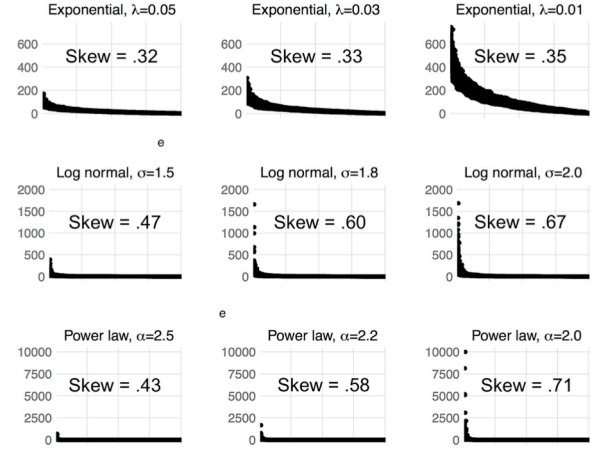 Exponential, λ=0.05
Exponential, λ=0.03
Exponential, λ=0.01
600
400
200
0
Skew = .32
600
400
200
0
Skew = .33
600
400
200
0
Skew = .35
e
Log normal, σ=1.5
Log normal, σ=1.8
Log normal, σ=2.0
2000
1500
1000
500
0
Skew = .47
2000
1500
1000
500
0
Skew = .60
2000
1500
1000
500
0
Skew = .67
e
Power law, α=2.5
Power law, α=2.2
Power law, α=2.0
10000
7500
5000
2500
0
Skew = .43
10000
7500
5000
2500
0
Skew = .58
10000
7500
5000
2500
0
Skew = .71